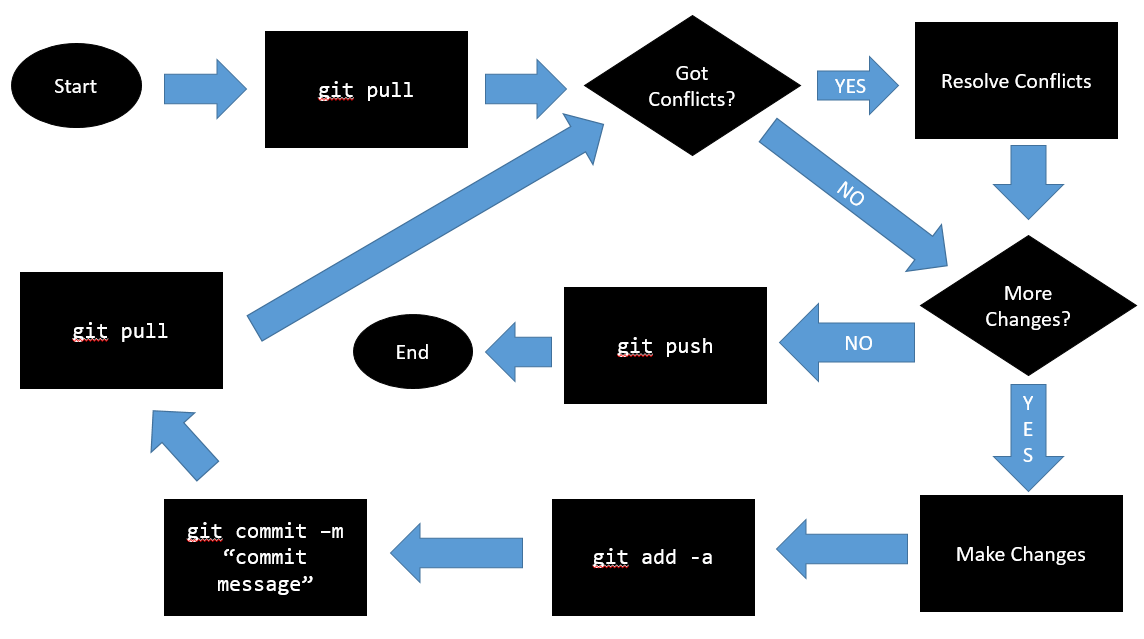 Start
git pull
Got
Conflicts?
YES
Resolve Conflicts
NO
More
Changes?
git pull
End
git push
NO
Y
E
S
git commit –m
“commit
message”
git add -a
Make Changes